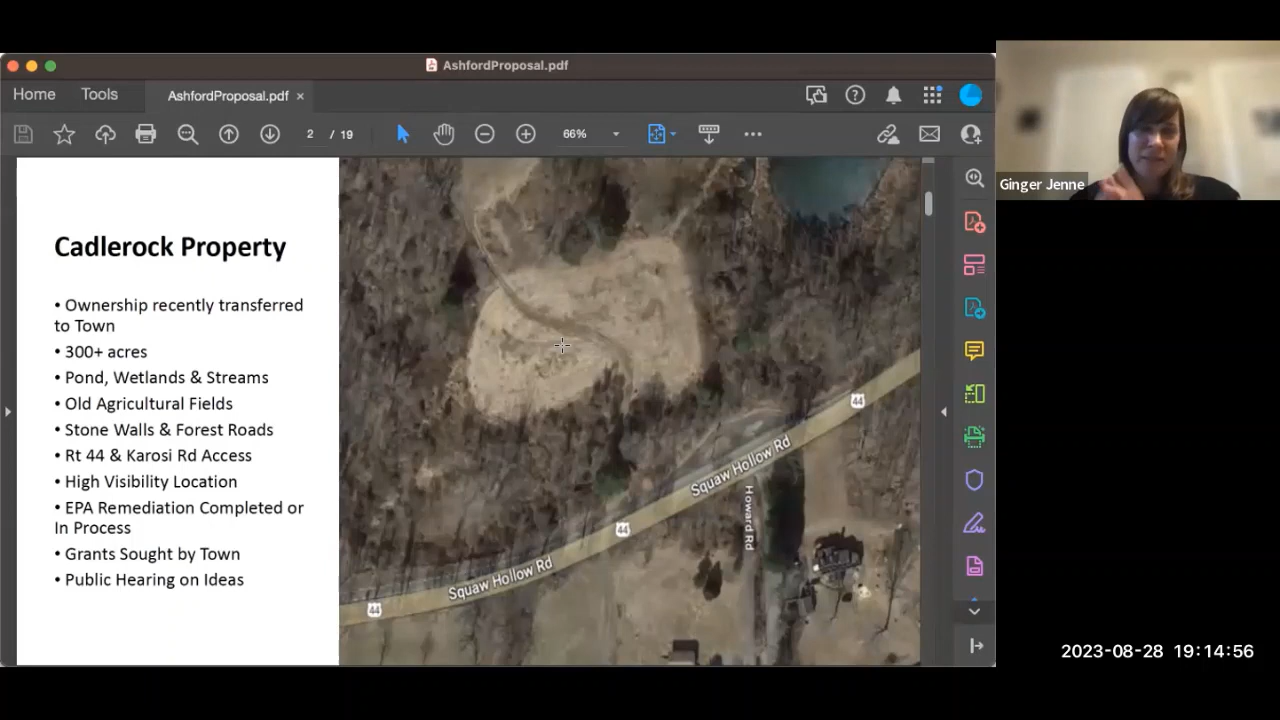 AshfordProposal.pdf
Home
Tools
AshfordProposal.pdf ×
2 / 19
66%
Ginger Jenne
Cadlerock Property
• Ownership recently transferred
to Town
• 300+ acres
• Pond, Wetlands & Streams
• Old Agricultural Fields
• Stone Walls & Forest Roads
• Rt 44 & Karosi Rd Access
• High Visibility Location
• EPA Remediation Completed or
In Process
• Grants Sought by Town
• Public Hearing on Ideas
44
Squaw Hollow Rd
Howard Rd
44
Squaw Hollow Rd
44
2023-08-28 19:14:56